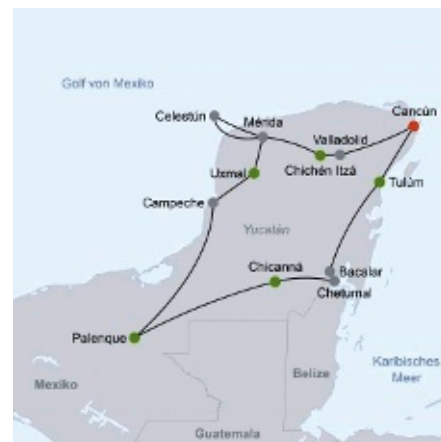 Golf von Mexiko
Cancún
Celestún
Mérida
Valladolid
Chichén Itzá
Uxmal
Tulúm
Campeche
Yucatán
Chicanná
Bacalar
Chetumal
Palenque
Karibisches
Meer
Belize
Mexiko
Guatemala